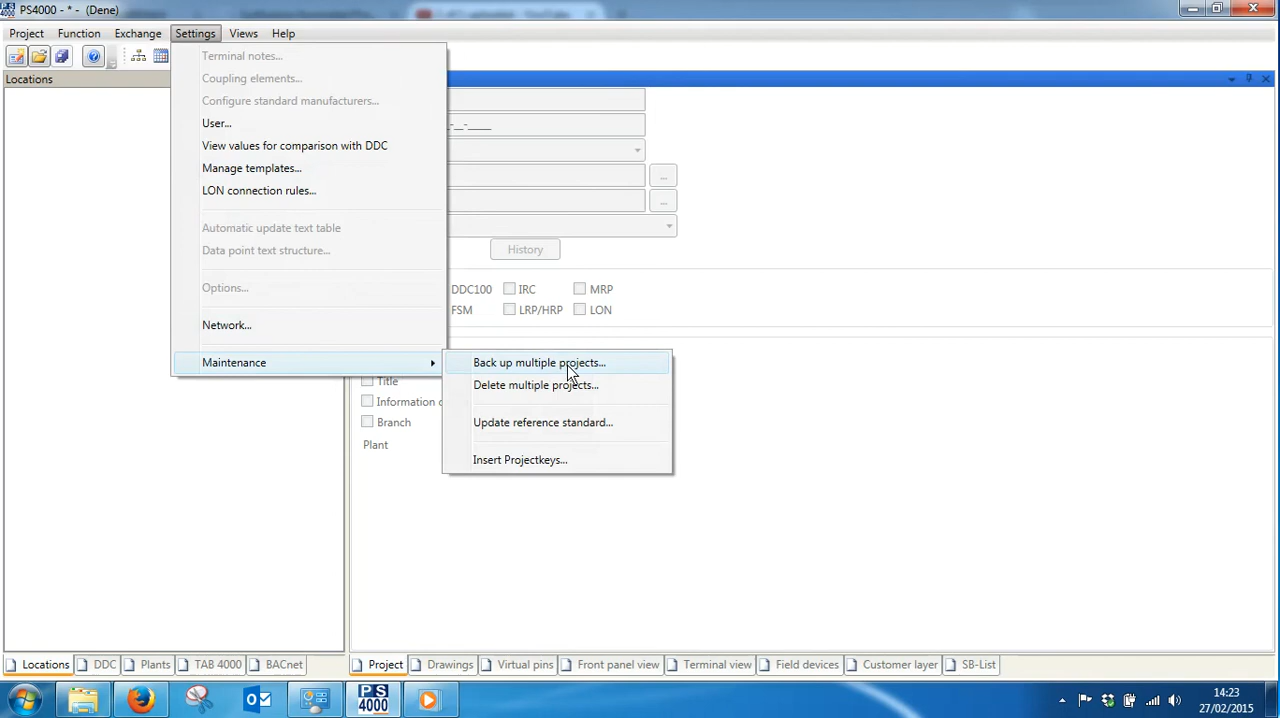 PS4000 - * - (Dene)
Project Function Exchange Settings Views Help
Locations
Terminal notes...
Coupling elements...
Configure standard manufacturers...
User...
View values for comparison with DDC
Manage templates...
LON connection rules...
Automatic update text table
Data point text structure...
Options...
Network...
Maintenance
Back up multiple projects...
Delete multiple projects...
Update reference standard...
Insert Projectkeys...
...
...
History
DDC100 IRC MRP
FSM LRP/HRP LON
Title
Information
Branch
Plant
Locations DDC Plants TAB 4000 BACnet
Project Drawings Virtual pins Front panel view Terminal view Field devices Customer layer SB-List
PS
4000
14:23
27/02/2015